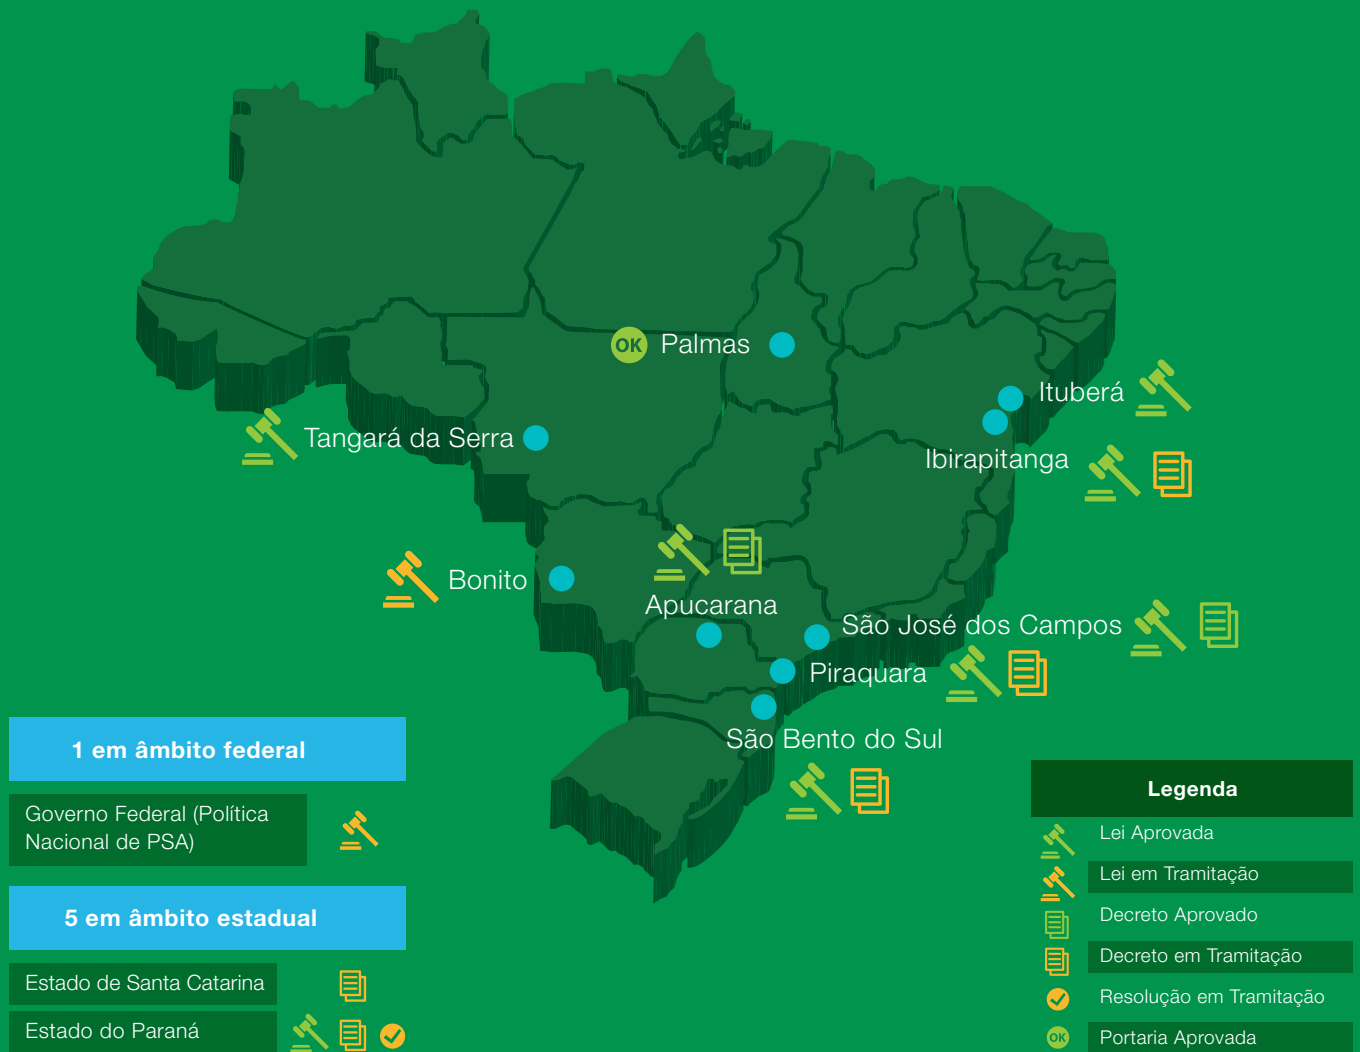 OK Palmas
Ituberá
Tangará da Serra
Ibirapitanga
Bonito
Apucarana
São José dos Campos
Piraquara
São Bento do Sul
1 em âmbito federal
Governo Federal (Política
Nacional de PSA)
5 em âmbito estadual
Estado de Santa Catarina
Estado do Paraná
Legenda
Lei Aprovada
Lei em Tramitação
Decreto Aprovado
Decreto em Tramitação
Resolução em Tramitação
OK Portaria Aprovada